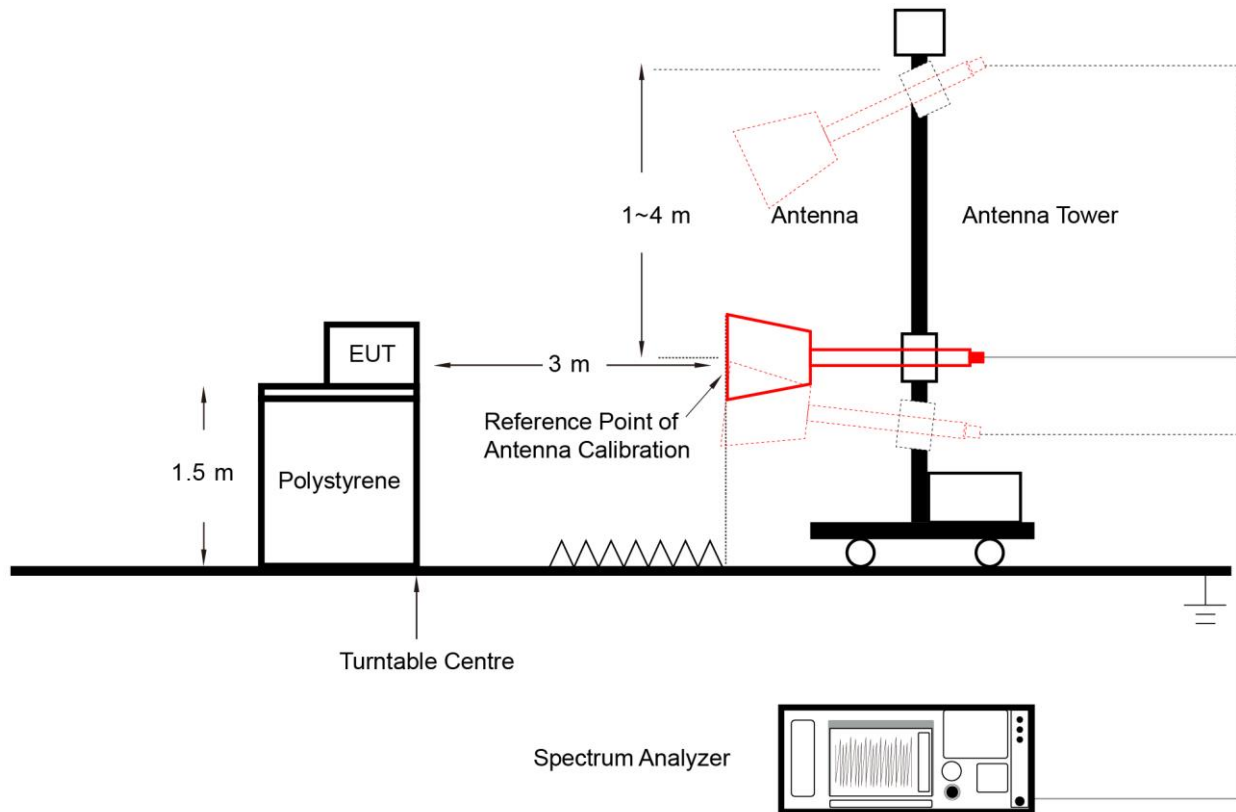 1~4 m
Antenna
Antenna Tower
EUT
3 m
Reference Point of
Antenna Calibration
1.5 m
Polystyrene
Turntable Centre
Spectrum Analyzer